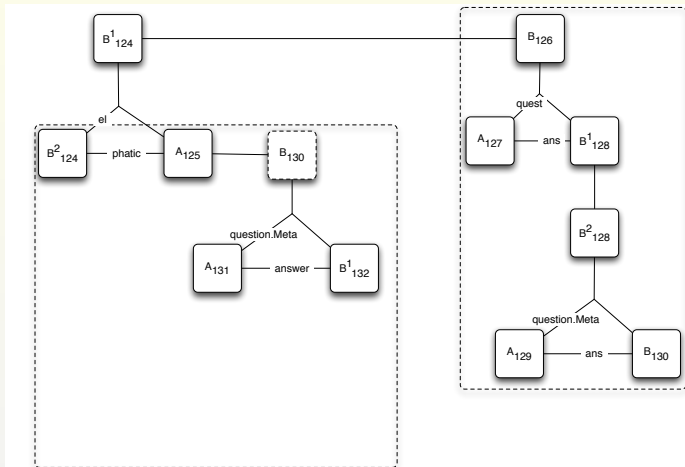 B1124
B126
el
quest
B2124
phatic
A125
B130
A127
ans
B1128
B2128
question.Meta
A131
answer
B1132
question.Meta
A129
ans
B130